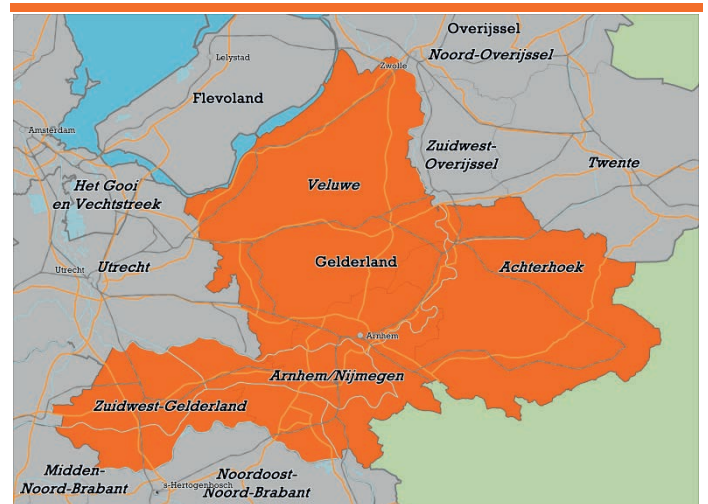 Overijssel
Noord-Overijssel
Lelystad
Zwolle
Flevoland
Amsterdam
Zuidwest-
Overijssel
Twente
Het Gooi
en Vechtstreek
Veluwe
Utrecht
Utrecht
Gelderland
Achterhoek
Arnhem
Arnhem/Nijmegen
Zuidwest-Gelderland
Midden-
Noord-Brabant
Noordoost-
Noord-Brabant
s-Hertogenbosch